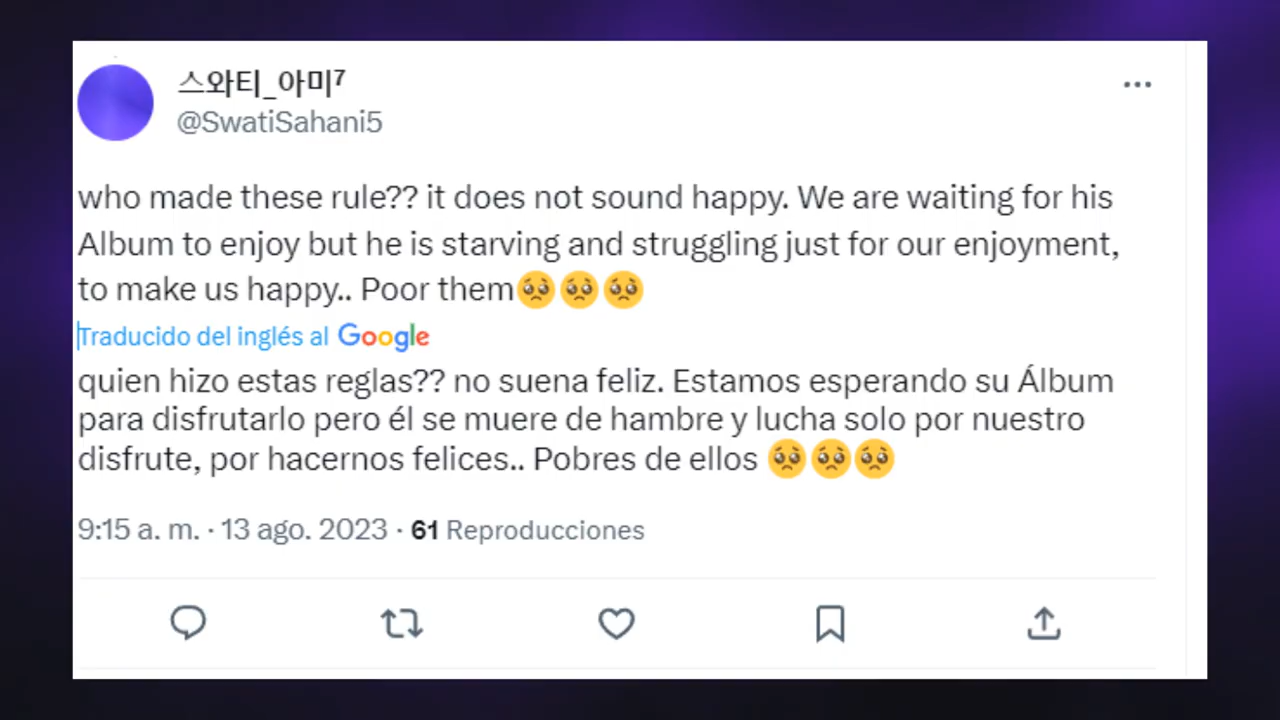 스와티_아미⁷
@SwatiSahani5
who made these rule?? it does not sound happy. We are waiting for his
Album to enjoy but he is starving and struggling just for our enjoyment,
to make us happy.. Poor them🥺🥺🥺
Traducido del inglés al Google
quien hizo estas reglas?? no suena feliz. Estamos esperando su Álbum
para disfrutarlo pero él se muere de hambre y lucha solo por nuestro
disfrute, por hacernos felices.. Pobres de ellos 🥺🥺🥺
9:15 a. m. · 13 ago. 2023 · 61 Reproducciones